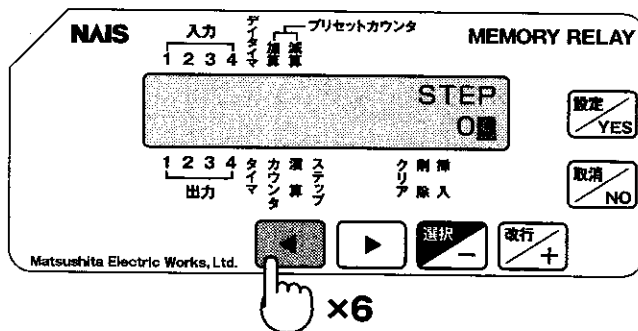 NAiS
MEMORY RELAY
入力
1 2 3 4
デイタイマ
加算
減算
プリセットカウンタ
STEP
0
設定/YES
1 2 3 4
出力
タイマ
カウンタ
演算
ステップ
クリア
削除
挿入
取消/NO
◀
▶
選択/−
改行/+
Matsushita Electric Works, Ltd.
×6